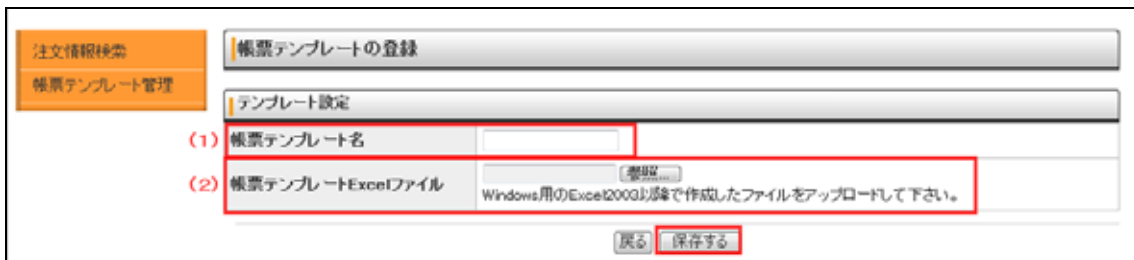 注文情報検索
帳票テンプレート管理
帳票テンプレートの登録
テンプレート設定
(1) 帳票テンプレート名
(2) 帳票テンプレートExcelファイル
参照...
Windows用のExcel2003以降で作成したファイルをアップロードして下さい。
戻る 保存する